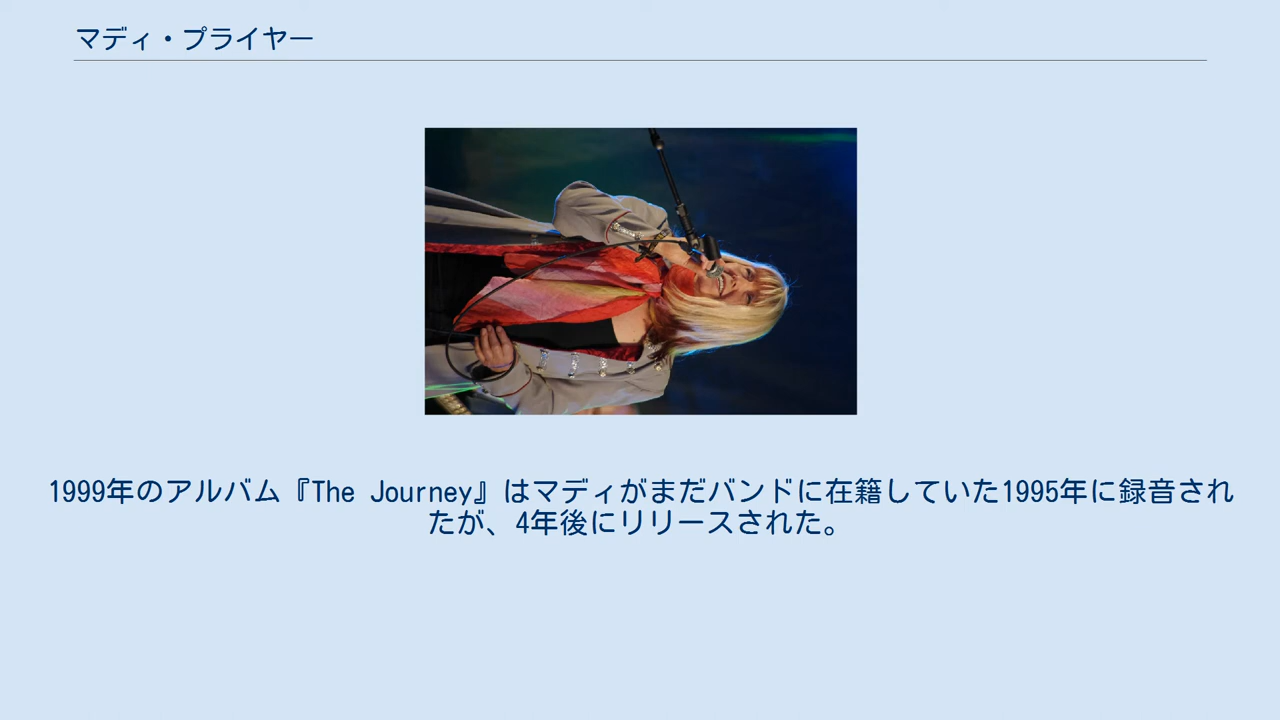 マディ・プライヤー
1999年のアルバム『The Journey』はマディがまだバンドに在籍していた1995年に録音され
たが、4年後にリリースされた。